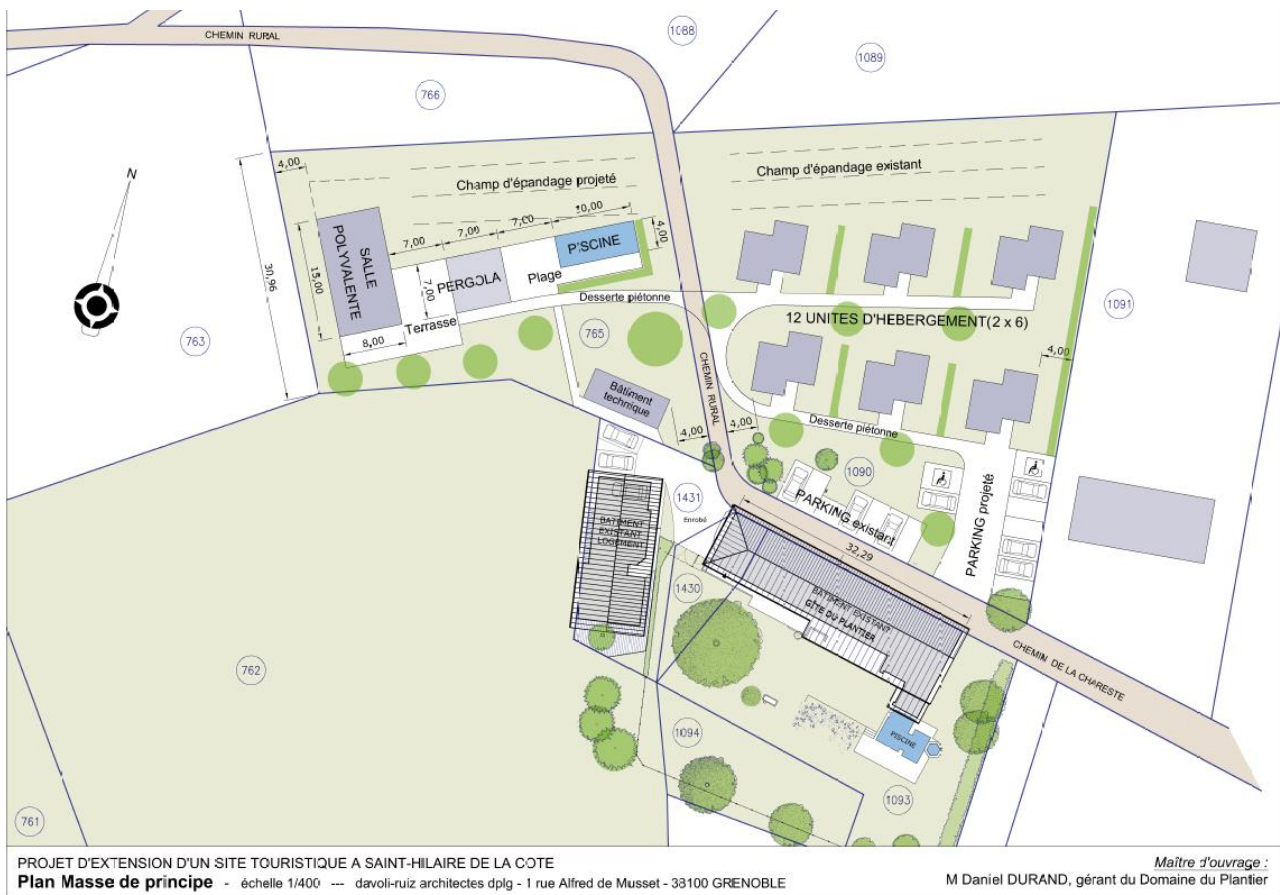 CHEMIN RURAL
1088
1089
766
N
4,00
Champ d'épandage projeté
Champ d'épandage existant
10,00
7,00
7,00
7,00
4,00
SALLE
POLYVALENTE
PISCINE
PERGOLA
Plage
7,00
15,00
30,96
Terrasse
8,00
Desserte piétonne
12 UNITES D'HEBERGEMENT(2 x 6)
1091
763
765
4,00
CHEMIN RURAL
Bâtiment
technique
4,00
4,00
Desserte piétonne
1090
1431
Enrobé
PARKING existant
PARKING projeté
BATIMENT
EXISTANT
LOGEMENT
32,29
1430
BATIMENT EXISTANT
GÎTE DU PLANTIER
CHEMIN DE LA CHARESTE
762
1094
PISCINE
1093
761
PROJET D'EXTENSION D'UN SITE TOURISTIQUE A SAINT-HILAIRE DE LA COTE
Plan Masse de principe - échelle 1/400 --- davoli-ruiz architectes dplg - 1 rue Alfred de Musset - 38100 GRENOBLE
Maître d'ouvrage :
M Daniel DURAND, gérant du Domaine du Plantier